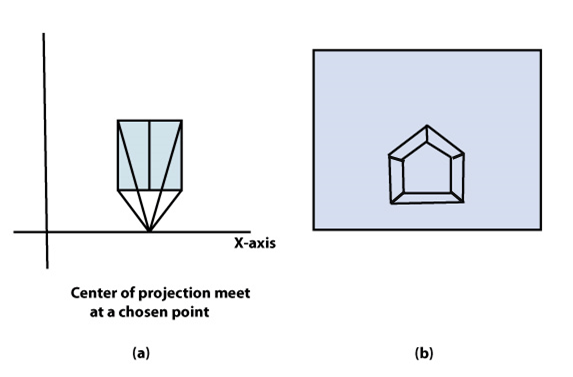 X-axis
Center of projection meet
at a chosen point
(a)
(b)